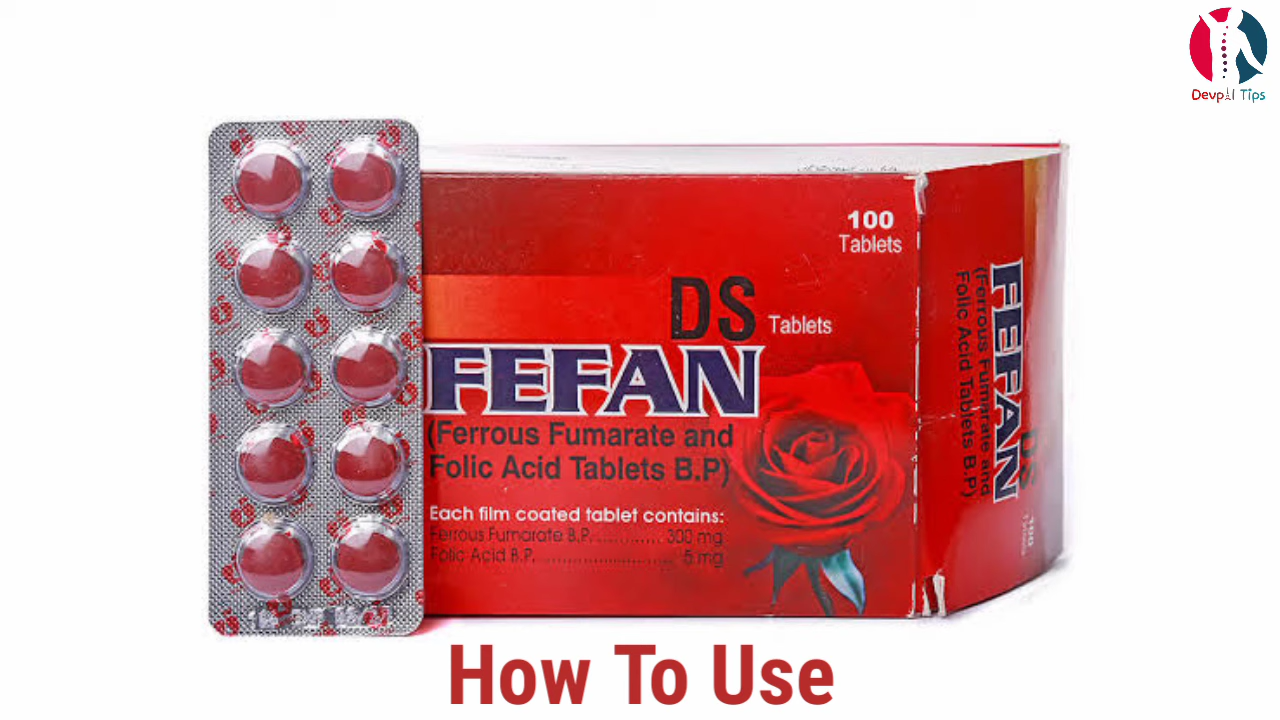 Devpal Tips
100
Tablets
DS Tablets
FEFAN
(Ferrous Fumarate and
Folic Acid Tablets B.P)
Each film coated tablet contains:
Ferrous Fumarate B.P. ............ 300 mg
Folic Acid B.P. ........................ 5 mg
DS
FEFAN
(Ferrous Fumarate and
Folic Acid Tablets B.P)
100
How To Use